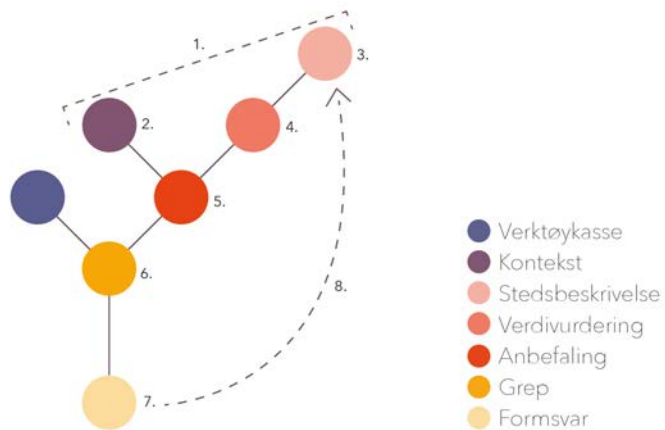 1.
3.
2.
4.
5.
6.
8.
7.
Verktøykasse
Kontekst
Stedsbeskrivelse
Verdivurdering
Anbefaling
Grep
Formsvar